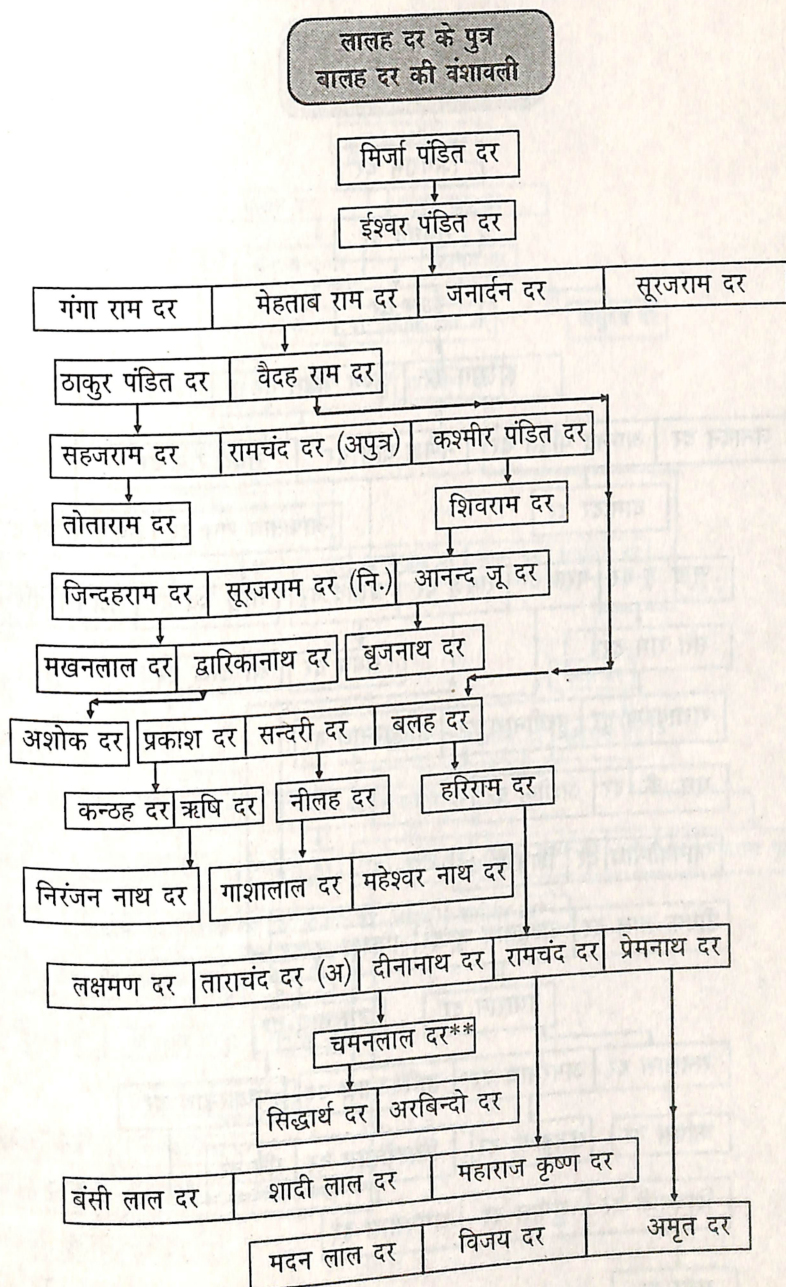 लालह दर के पुत्र
बालह दर की वंशावली
मिर्जा पंडित दर
ईश्वर पंडित दर
गंगा राम दर मेहताब राम दर जनार्दन दर सूरजराम दर
ठाकुर पंडित दर वैदह राम दर
सहजराम दर रामचंद दर (अपुत्र) कश्मीर पंडित दर
तोताराम दर शिवराम दर
जिन्दहराम दर सूरजराम दर (नि.) आनन्द जू दर
मखनलाल दर द्वारिकानाथ दर बृजनाथ दर
अशोक दर प्रकाश दर सन्देरी दर बलह दर
कन्ठह दर ऋषि दर नीलह दर हरिराम दर
निरंजन नाथ दर गाशालाल दर महेश्वर नाथ दर
लक्षमण दर ताराचंद दर (अ) दीनानाथ दर रामचंद दर प्रेमनाथ दर
चमनलाल दर**
सिद्धार्थ दर अरबिन्दो दर
बंसी लाल दर शादी लाल दर महाराज कृष्ण दर
मदन लाल दर विजय दर अमृत दर